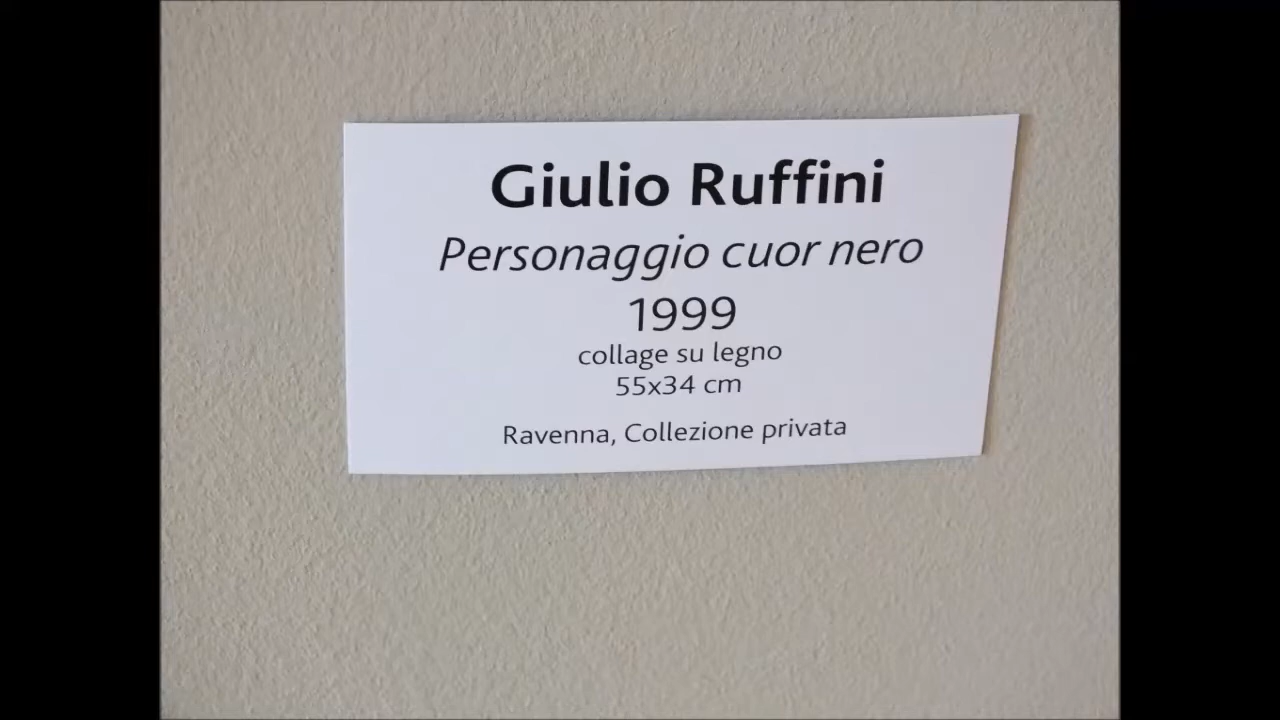 Giulio Ruffini
Personaggio cuor nero
1999
collage su legno
55x34 cm
Ravenna, Collezione privata